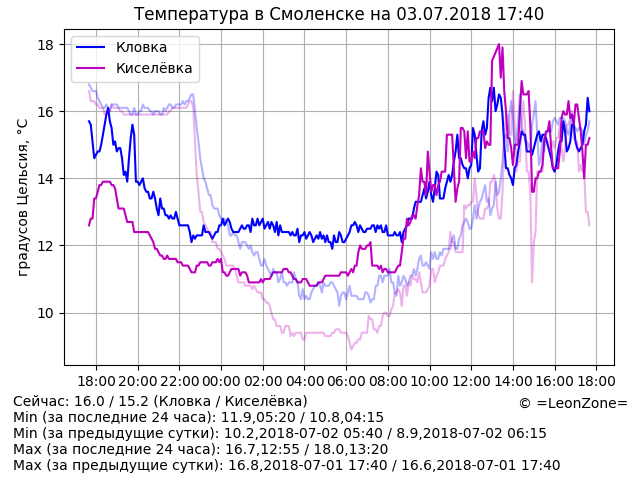 Температура в Смоленске на 03.07.2018 17:40
Кловка
Киселёвка
градусов Цельсия, °C
18
16
14
12
10
18:00 20:00 22:00 00:00 02:00 04:00 06:00 08:00 10:00 12:00 14:00 16:00 18:00
Сейчас: 16.0 / 15.2 (Кловка / Киселёвка)
© =LeonZone=
Min (за последние 24 часа): 11.9,05:20 / 10.8,04:15
Min (за предыдущие сутки): 10.2,2018-07-02 05:40 / 8.9,2018-07-02 06:15
Max (за последние 24 часа): 16.7,12:55 / 18.0,13:20
Max (за предыдущие сутки): 16.8,2018-07-01 17:40 / 16.6,2018-07-01 17:40